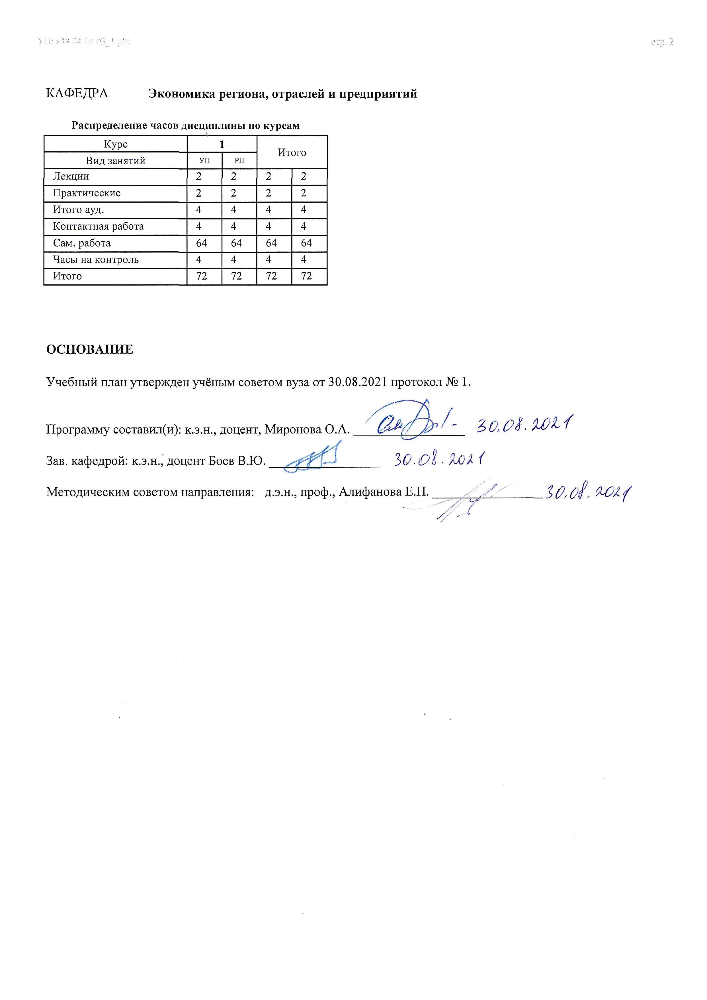 УП: z38.04.08.03_1.plx стр. 2
КАФЕДРА Экономика региона, отраслей и предприятий
Распределение часов дисциплины по курсам
Курс 1 Итого
Вид занятий УП РП
Лекции 2 2 2 2
Практические 2 2 2 2
Итого ауд. 4 4 4 4
Контактная работа 4 4 4 4
Сам. работа 64 64 64 64
Часы на контроль 4 4 4 4
Итого 72 72 72 72
ОСНОВАНИЕ
Учебный план утвержден учёным советом вуза от 30.08.2021 протокол № 1.
Программу составил(и): к.э.н., доцент, Миронова О.А. 30.08.2021
Зав. кафедрой: к.э.н., доцент Боев В.Ю. 30.08.2021
Методическим советом направления: д.э.н., проф., Алифанова Е.Н. 30.08.2021